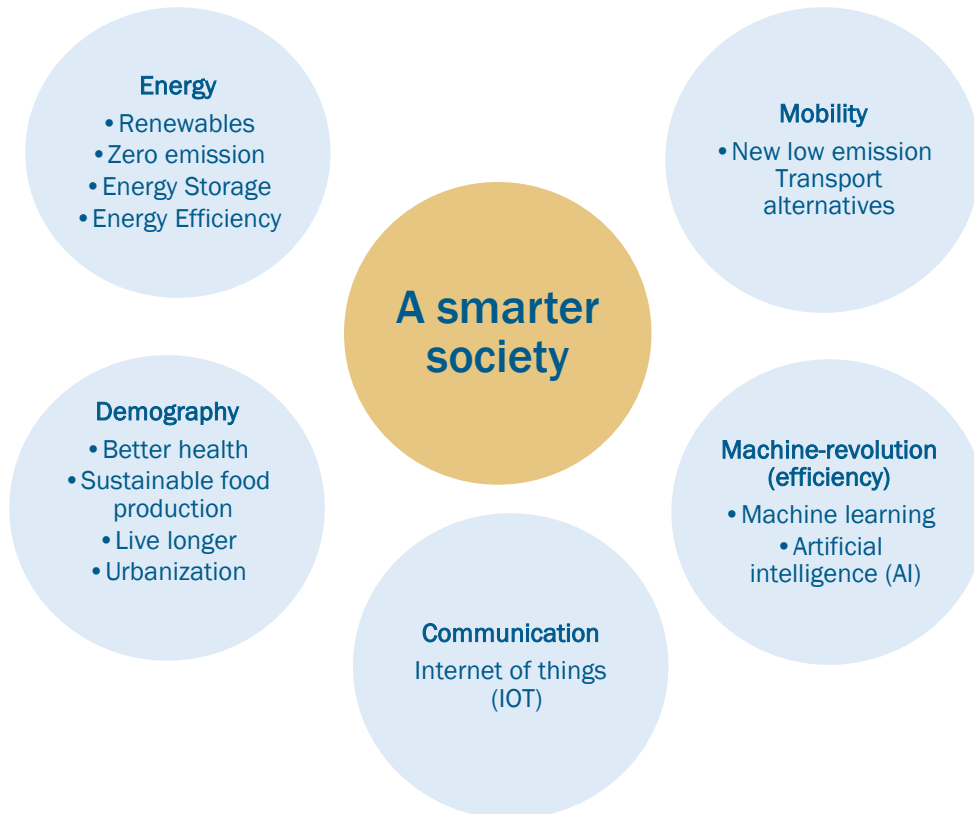 Energy
•Renewables
•Zero emission
•Energy Storage
•Energy Efficiency
Mobility
•New low emission
Transport
alternatives
A smarter
society
Demography
•Better health
•Sustainable food
production
•Live longer
•Urbanization
Machine-revolution
(efficiency)
•Machine learning
•Artificial
intelligence (AI)
Communication
Internet of things
(IOT)